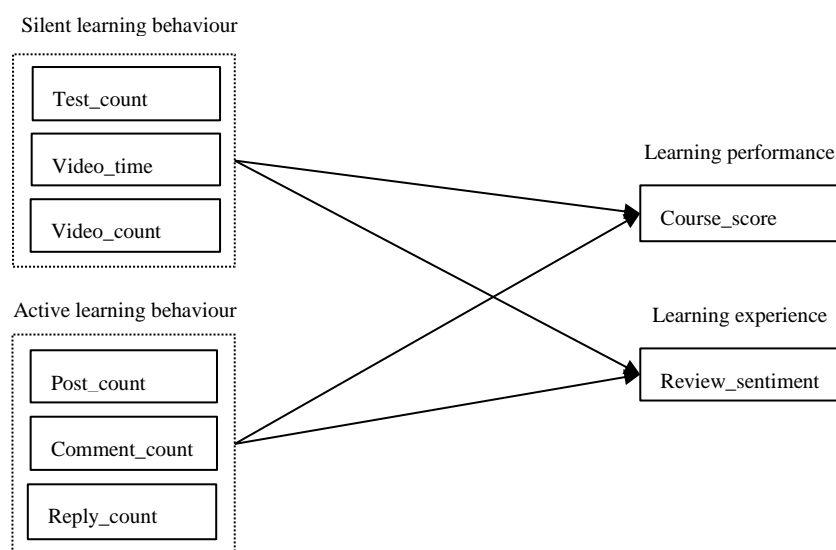 Silent learning behaviour
Test_count
Video_time
Video_count
Learning performance
Course_score
Active learning behaviour
Post_count
Comment_count
Reply_count
Learning experience
Review_sentiment